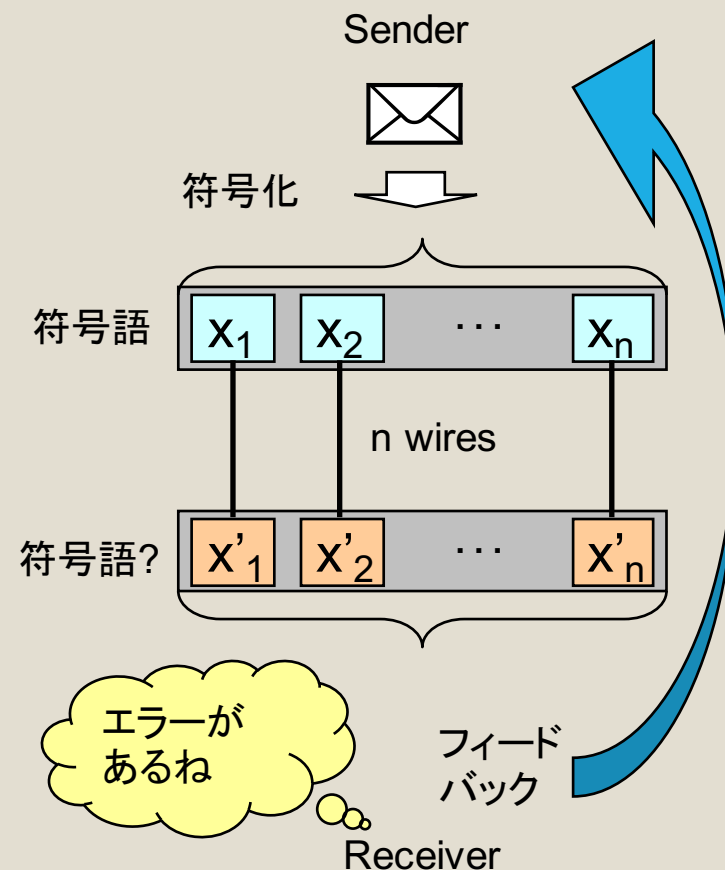 Sender
符号化
符号語
x₁ x₂ ... xₙ
n wires
符号語?
x'₁ x'₂ ... x'ₙ
エラーが
あるね
フィード
バック
Receiver